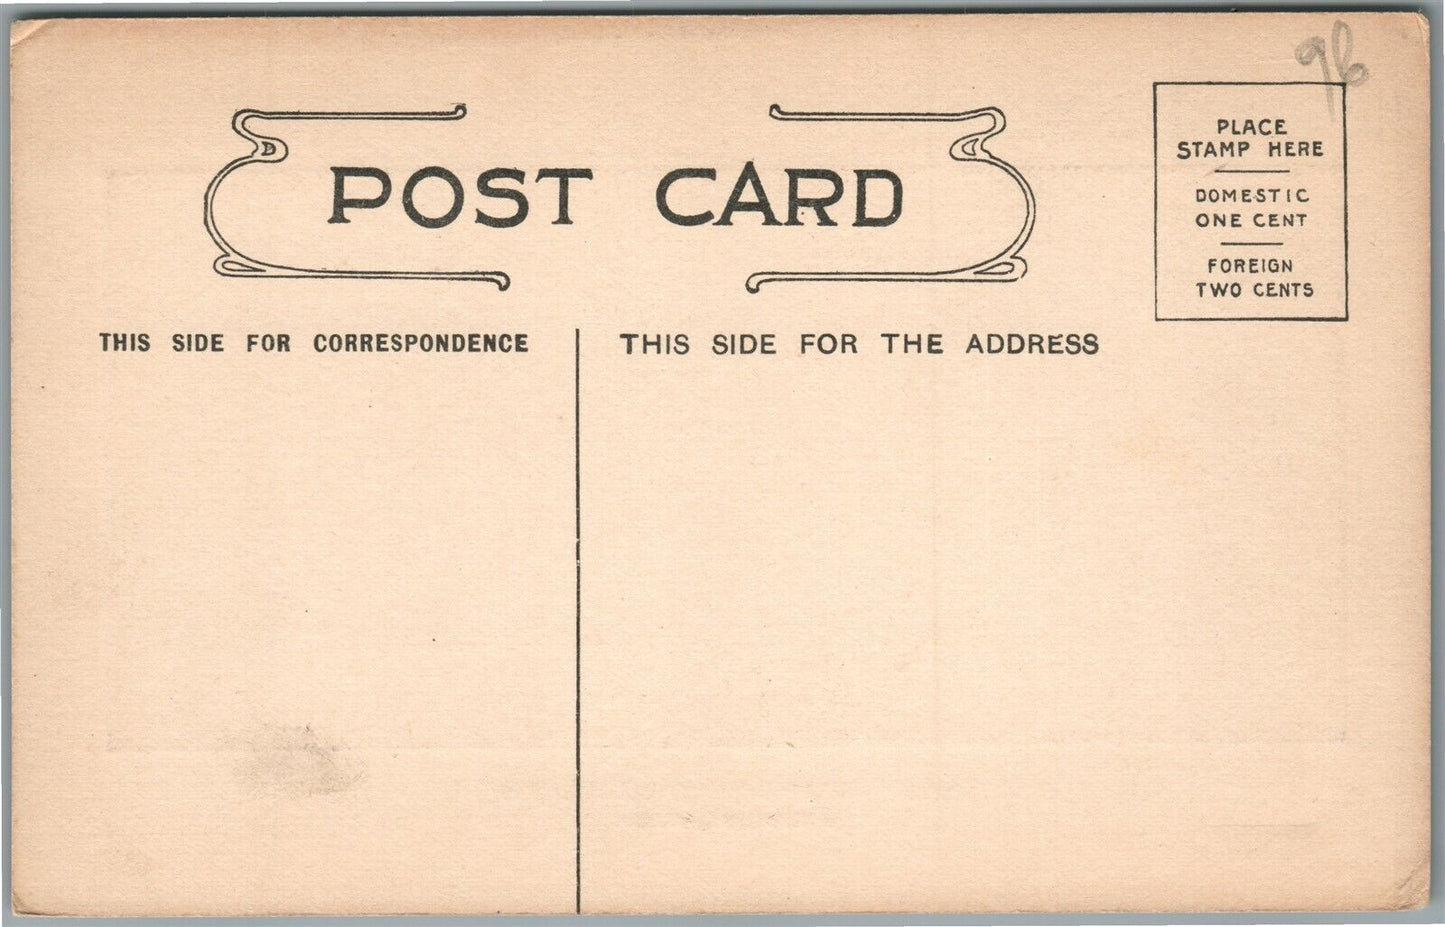 96
POST CARD
PLACE
STAMP HERE
DOMESTIC
ONE CENT
FOREIGN
TWO CENTS
THIS SIDE FOR CORRESPONDENCE
THIS SIDE FOR THE ADDRESS